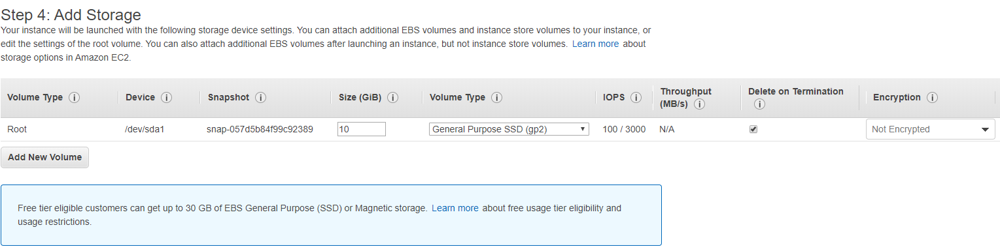 Step 4: Add Storage
Your instance will be launched with the following storage device settings. You can attach additional EBS volumes and instance store volumes to your instance, or
edit the settings of the root volume. You can also attach additional EBS volumes after launching an instance, but not instance store volumes. Learn more about
storage options in Amazon EC2.
Volume Type Device Snapshot Size (GiB) Volume Type IOPS Throughput (MB/s) Delete on Termination Encryption
Root /dev/sda1 snap-057d5b84f99c92389 10 General Purpose SSD (gp2) 100 / 3000 N/A Not Encrypted
Add New Volume
Free tier eligible customers can get up to 30 GB of EBS General Purpose (SSD) or Magnetic storage. Learn more about free usage tier eligibility and
usage restrictions.